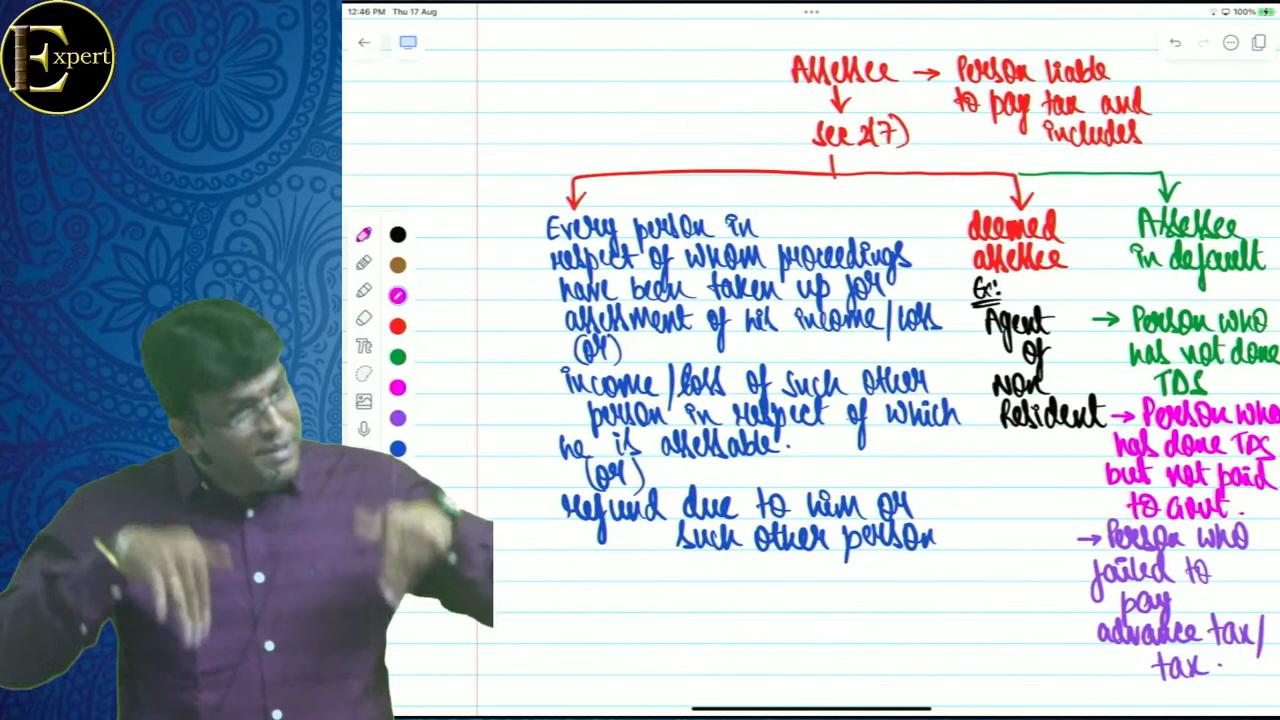 Expert
12:46 PM Thu 17 Aug
100%
Assessee → Person liable
to pay tax and
includes
sec 2(7)
Every person in
respect of whom proceedings
have been taken up for
assessment of his income/loss
(or)
income/loss of such other
person in respect of which
he is assessable.
(or)
refund due to him or
such other person
deemed
assessee
Ex:
Agent
of
Non
Resident
Assessee
in default
→ Person who
has not done
TDS
→ Person who
has done TDS
but not paid
to Govt.
→ Person who
failed to
pay
advance tax/
tax.
Tt